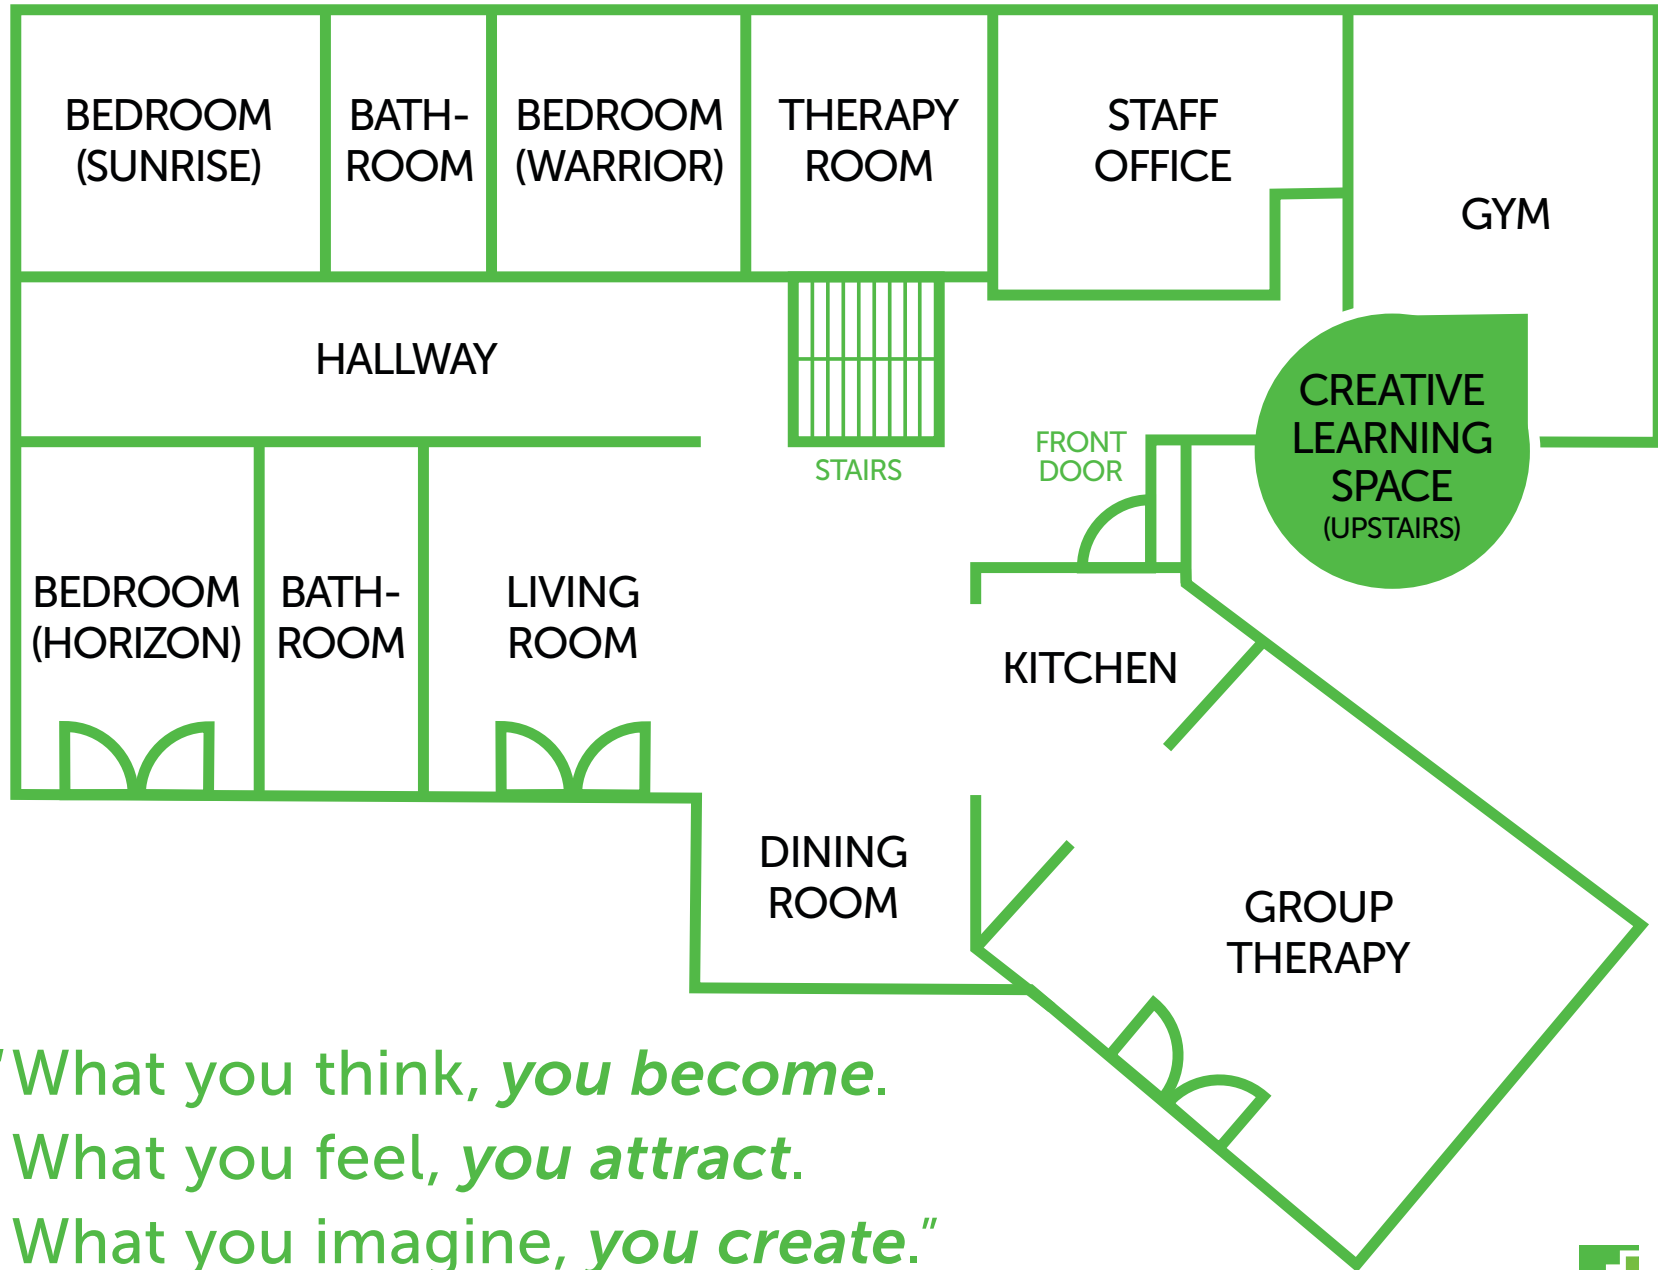 BEDROOM
(SUNRISE)
BATH-
ROOM
BEDROOM
(WARRIOR)
THERAPY
ROOM
STAFF
OFFICE
GYM
HALLWAY
STAIRS
FRONT
DOOR
CREATIVE
LEARNING
SPACE
(UPSTAIRS)
BEDROOM
(HORIZON)
BATH-
ROOM
LIVING
ROOM
KITCHEN
DINING
ROOM
GROUP
THERAPY
"What you think, you become.
What you feel, you attract.
What you imagine, you create."